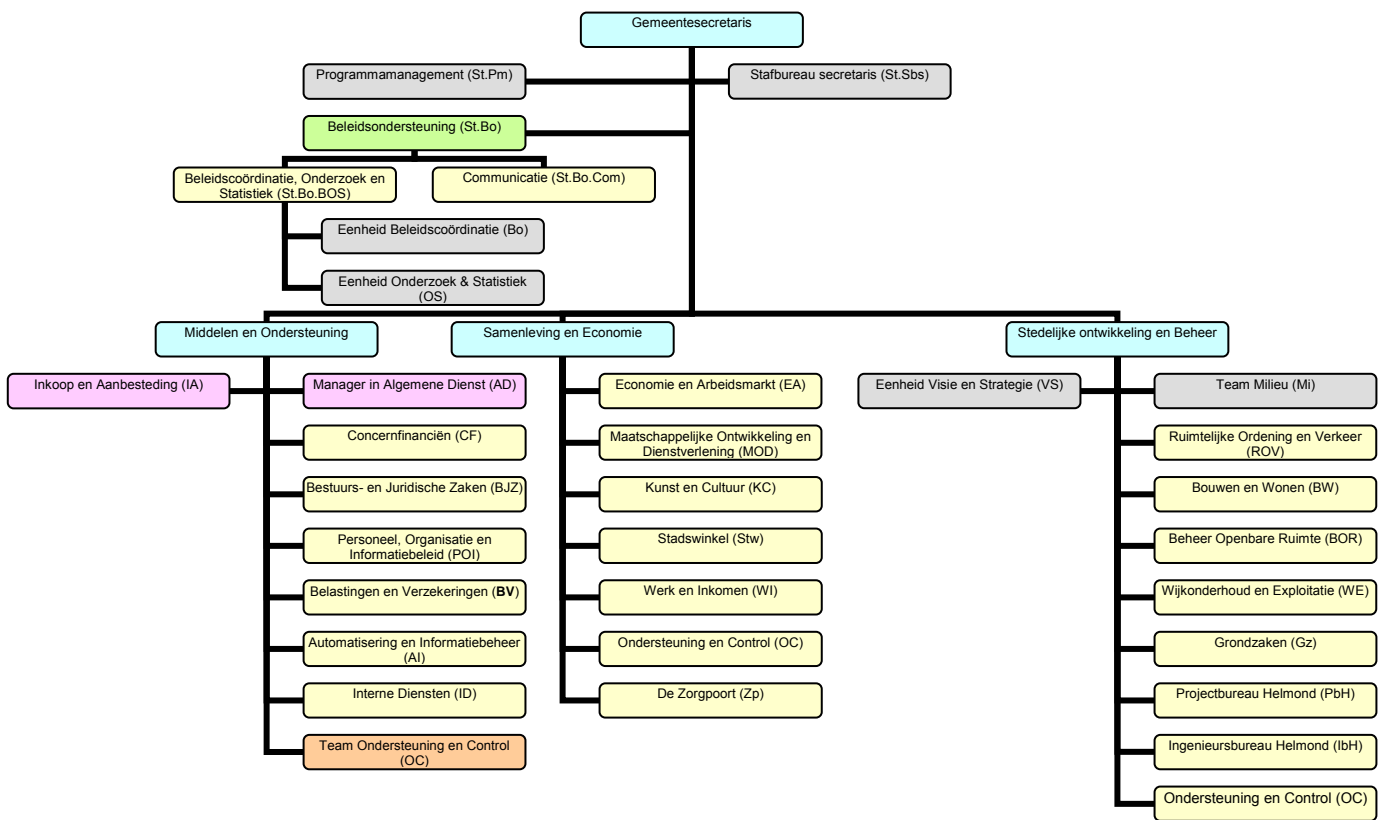 Gemeentesecretaris
Programmamanagement (St.Pm)
Stafbureau secretaris (St.Sbs)
Beleidsondersteuning (St.Bo)
Beleidscoördinatie, Onderzoek en
Statistiek (St.Bo.BOS)
Communicatie (St.Bo.Com)
Eenheid Beleidscoördinatie (Bo)
Eenheid Onderzoek & Statistiek
(OS)
Middelen en Ondersteuning
Inkoop en Aanbesteding (IA)
Manager in Algemene Dienst (AD)
Concernfinanciën (CF)
Bestuurs- en Juridische Zaken (BJZ)
Personeel, Organisatie en
Informatiebeleid (POI)
Belastingen en Verzekeringen (BV)
Automatisering en Informatiebeheer
(AI)
Interne Diensten (ID)
Team Ondersteuning en Control
(OC)
Samenleving en Economie
Economie en Arbeidsmarkt (EA)
Maatschappelijke Ontwikkeling en
Dienstverlening (MOD)
Kunst en Cultuur (KC)
Stadswinkel (Stw)
Werk en Inkomen (WI)
Ondersteuning en Control (OC)
De Zorgpoort (Zp)
Stedelijke ontwikkeling en Beheer
Eenheid Visie en Strategie (VS)
Team Milieu (Mi)
Ruimtelijke Ordening en Verkeer
(ROV)
Bouwen en Wonen (BW)
Beheer Openbare Ruimte (BOR)
Wijkonderhoud en Exploitatie (WE)
Grondzaken (Gz)
Projectbureau Helmond (PbH)
Ingenieursbureau Helmond (IbH)
Ondersteuning en Control (OC)